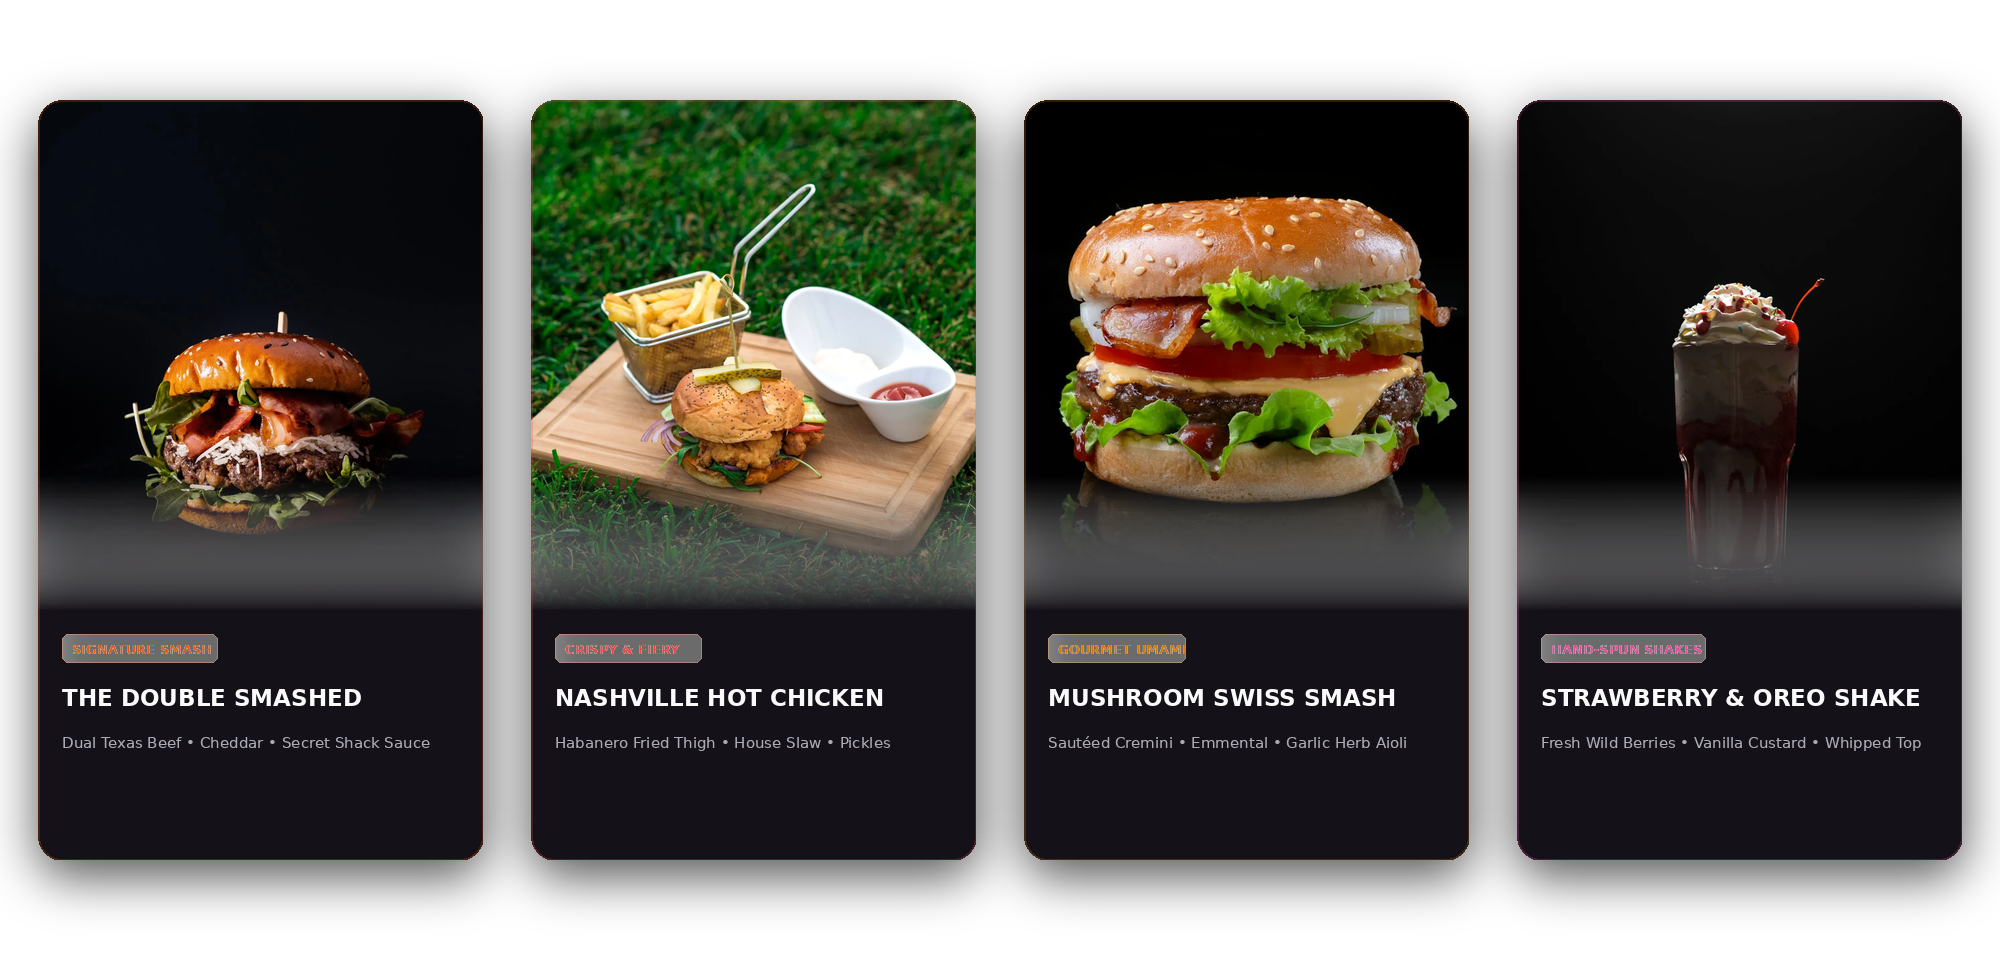 SIGNATURE SMASH
THE DOUBLE SMASHED
Dual Texas Beef • Cheddar • Secret Shack Sauce
CRISPY & FIERY
NASHVILLE HOT CHICKEN
Habanero Fried Thigh • House Slaw • Pickles
GOURMET UMAMI
MUSHROOM SWISS SMASH
Sautéed Cremini • Emmental • Garlic Herb Aioli
HAND-SPUN SHAKES
STRAWBERRY & OREO SHAKE
Fresh Wild Berries • Vanilla Custard • Whipped Top